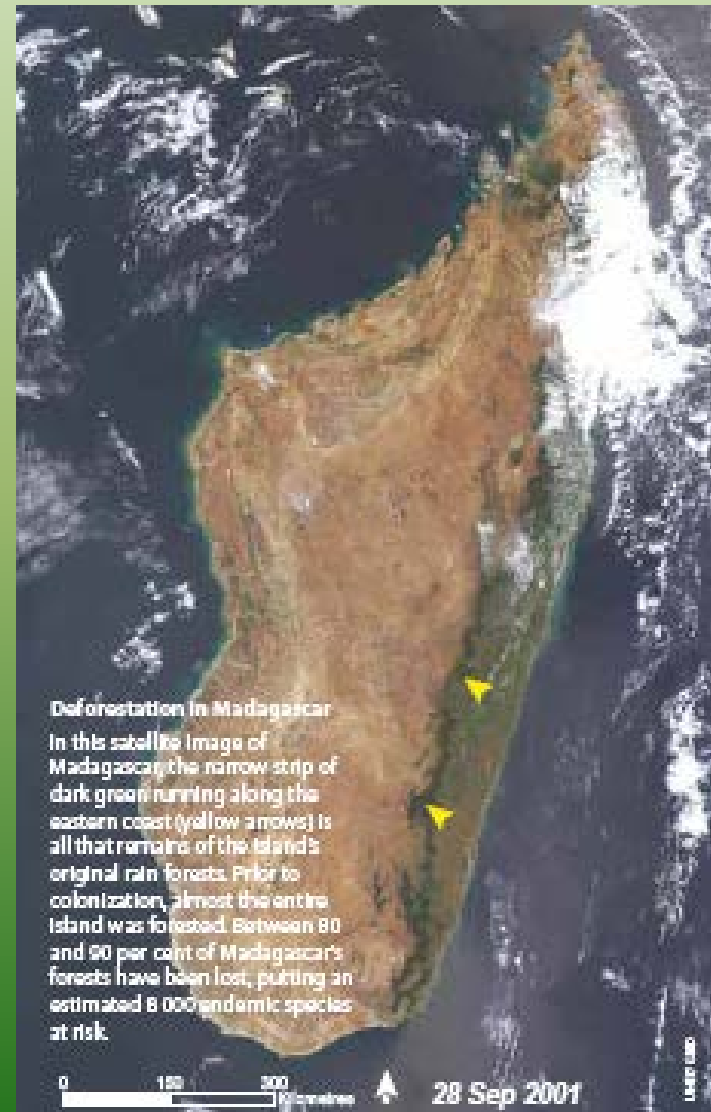 Deforestation in Madagascar
In this satellite image of
Madagascar, the narrow strip of
dark green running along the
eastern coast (yellow arrows) is
all that remains of the island's
original rain forests. Prior to
colonization, almost the entire
island was forested. Between 80
and 90 per cent of Madagascar's
forests have been lost, putting an
estimated 8 000 endemic species
at risk.
0 150 300
Kilometres
28 Sep 2001